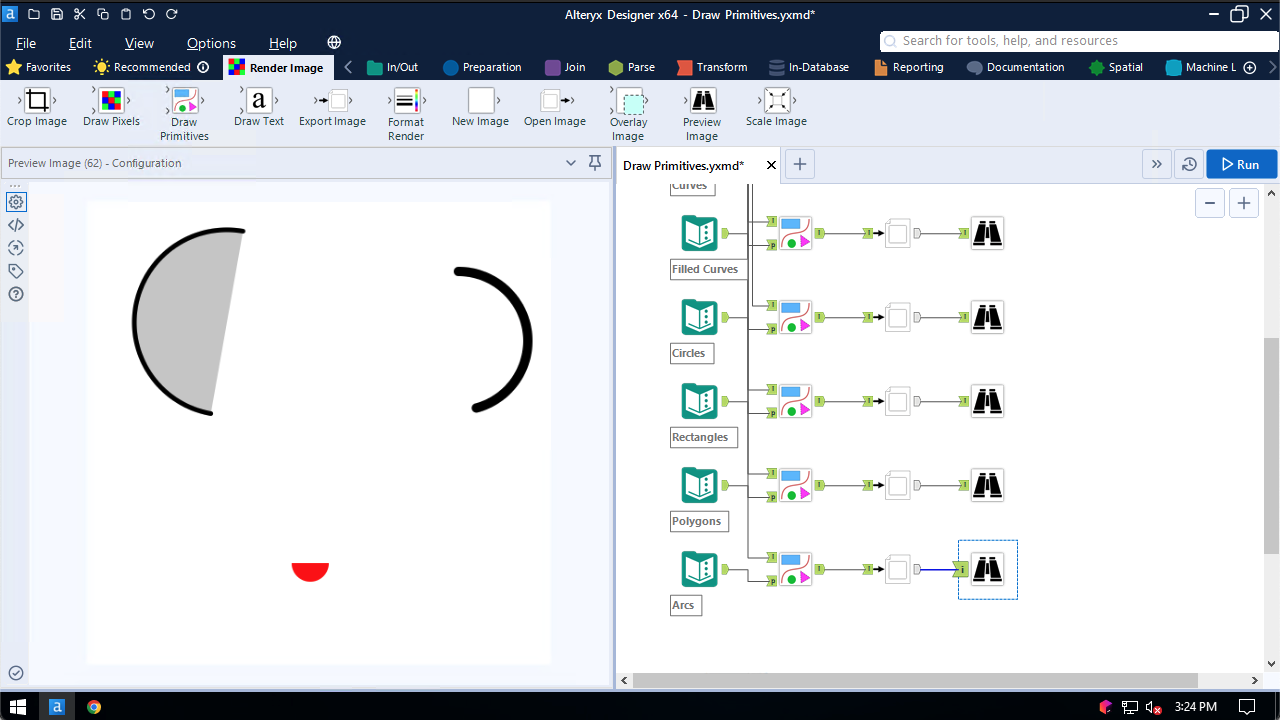 Alteryx Designer x64 - Draw Primitives.yxmd*
File Edit View Options Help
Search for tools, help, and resources
Favorites Recommended Render Image In/Out Preparation Join Parse Transform In-Database Reporting Documentation Spatial Machine L
Crop Image Draw Pixels Draw Primitives Draw Text Export Image Format Render New Image Open Image Overlay Image Preview Image Scale Image
Preview Image (62) - Configuration
Draw Primitives.yxmd*
Run
Curves
Filled Curves
Circles
Rectangles
Polygons
Arcs
3:24 PM